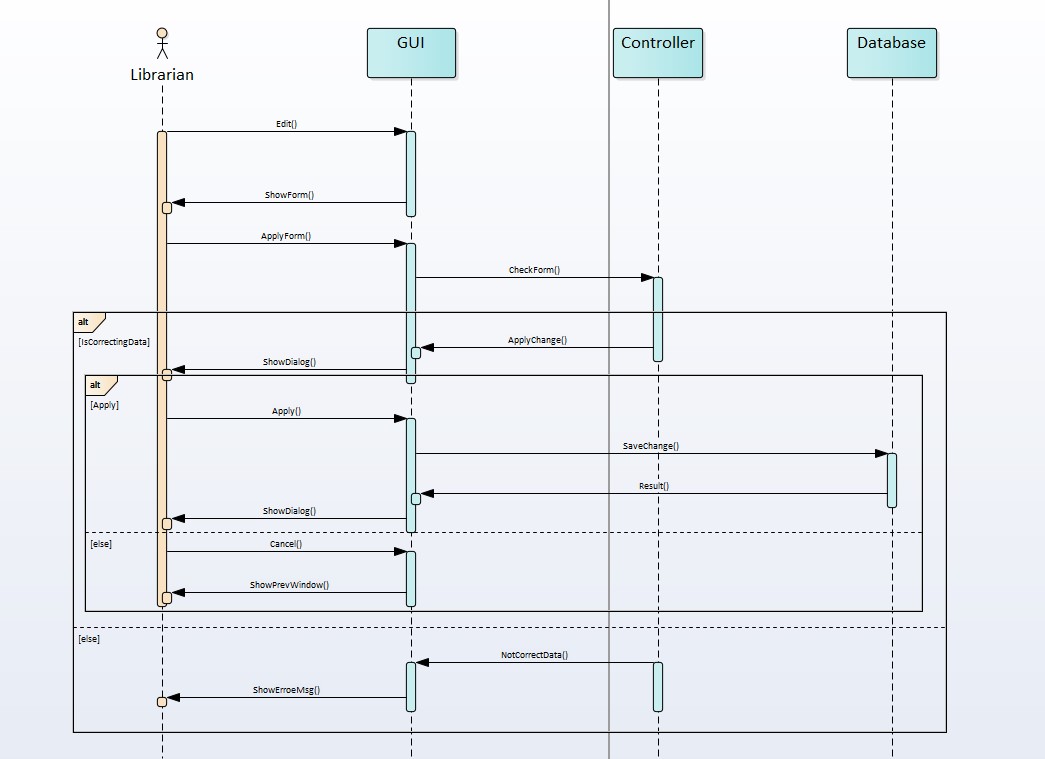 GUI
Controller
Database
Librarian
Edit()
ShowForm()
ApplyForm()
CheckForm()
alt
[IsCorrectingData]
ApplyChange()
ShowDialog()
alt
[Apply]
Apply()
SaveChange()
Result()
ShowDialog()
[else]
Cancel()
ShowPrevWindow()
[else]
NotCorrectData()
ShowErroeMsg()